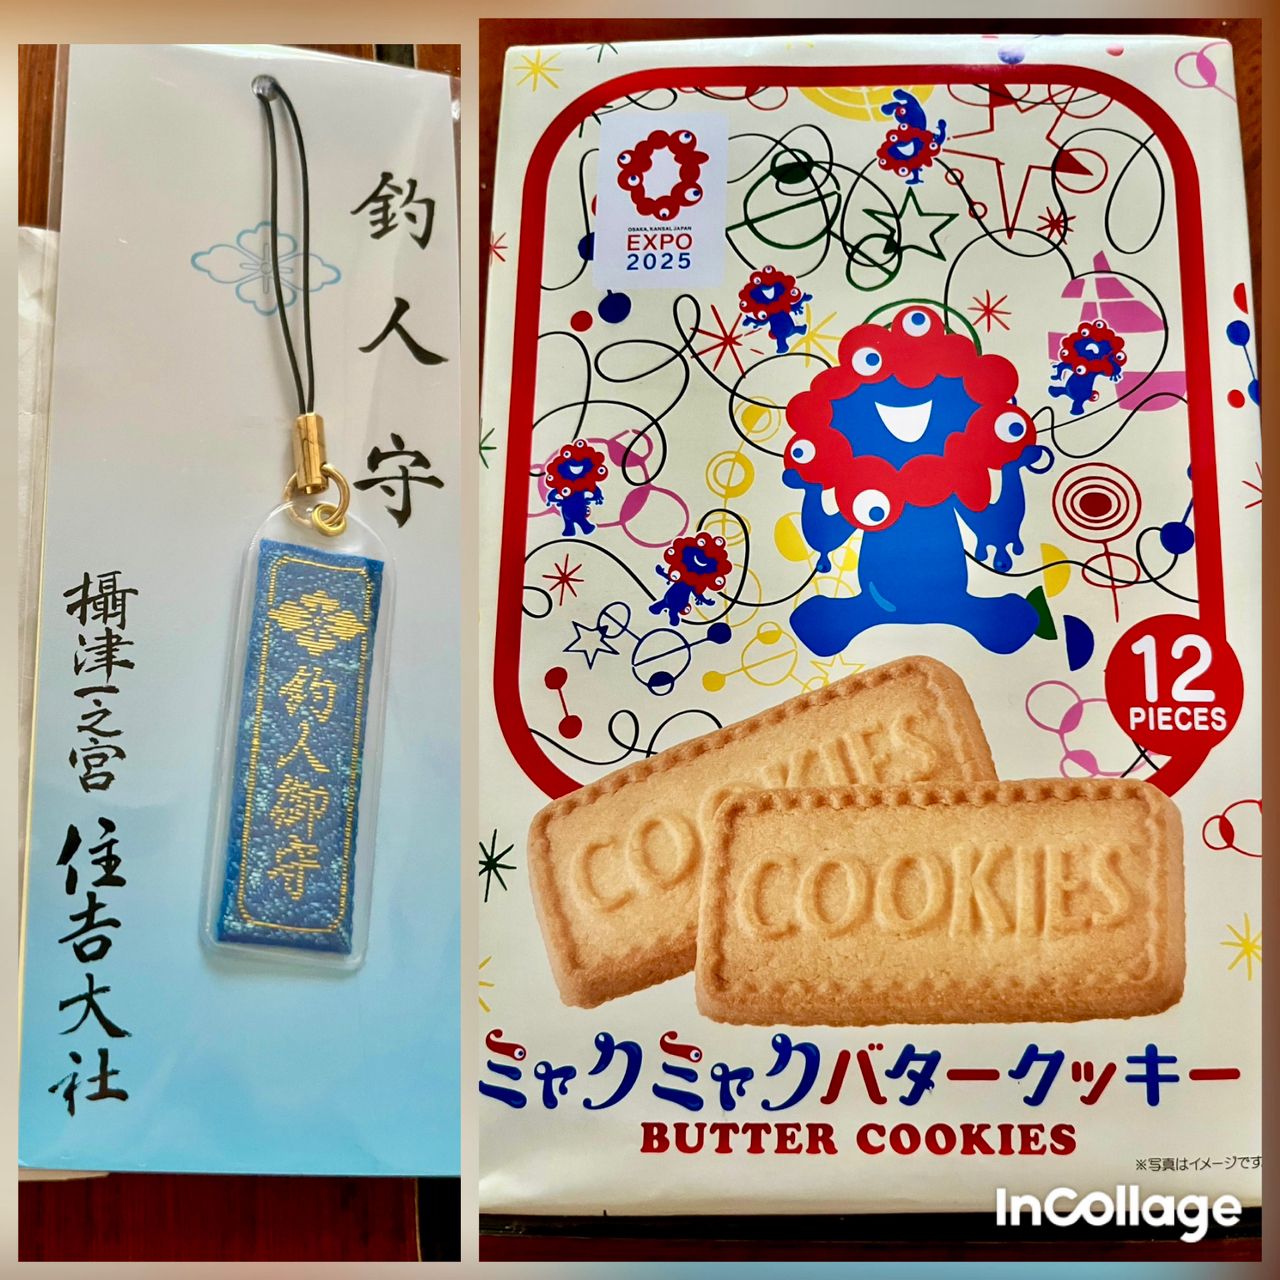 釣人守
攝津一之宮 住吉大社
釣人御守
OSAKA, KANSAI, JAPAN
EXPO
2025
12
PIECES
COOKIES
COOKIES
ミャクミャクバタークッキー
BUTTER COOKIES
※写真はイメージです
InCollage